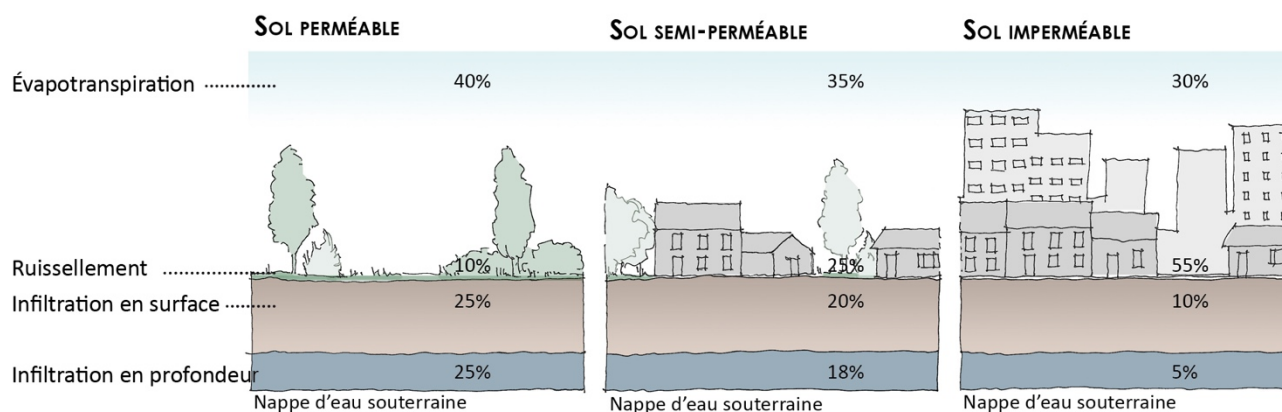 Sol perméable Sol semi-perméable Sol imperméable
Évapotranspiration 40% 35% 30%
Ruissellement 10% 25% 55%
Infiltration en surface 25% 20% 10%
Infiltration en profondeur 25% 18% 5%
Nappe d'eau souterraine Nappe d'eau souterraine Nappe d'eau souterraine